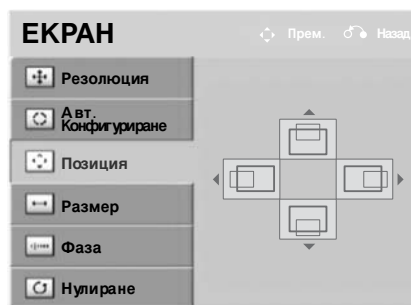 ЕКРАН
Прем.
Назад
Резолюция
Авт.
Конфигуриране
Позиция
Размер
Фаза
Нулиране